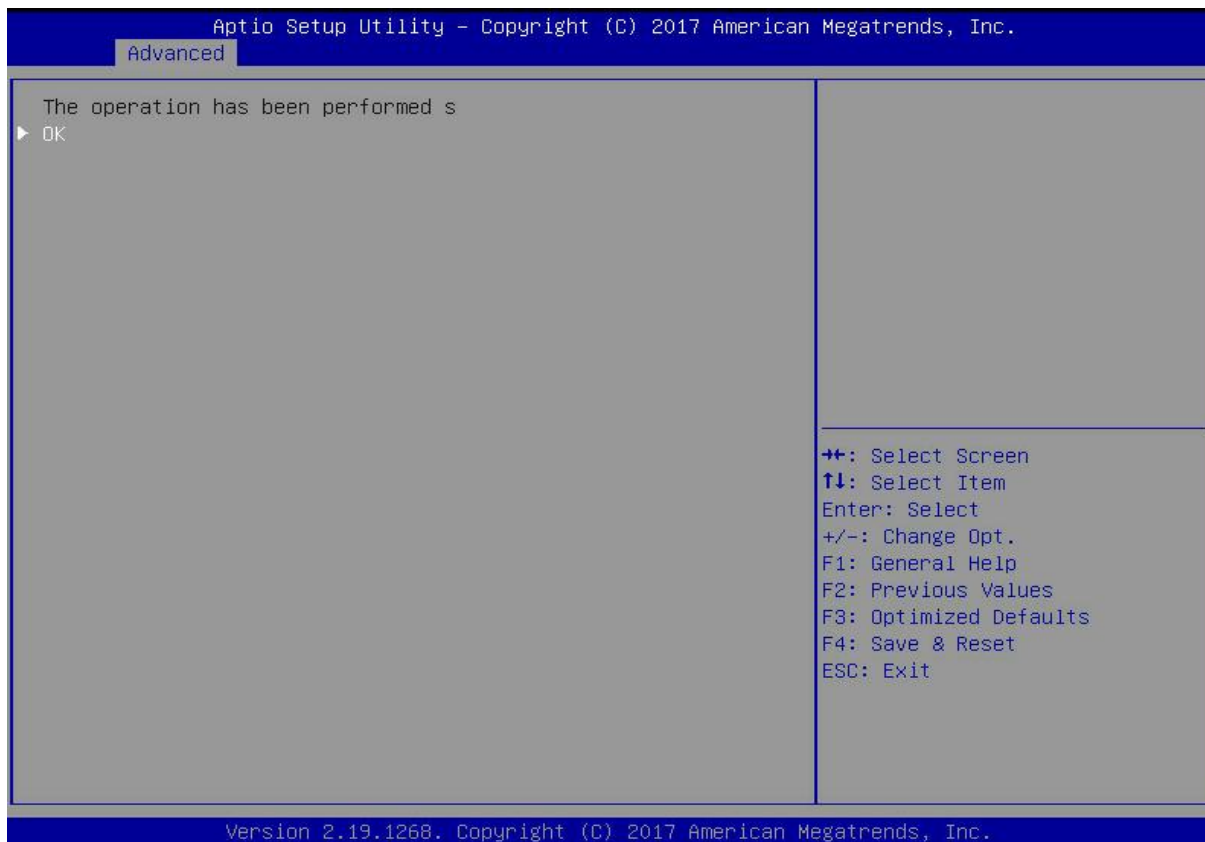 Aptio Setup Utility – Copyright (C) 2017 American Megatrends, Inc.
Advanced
The operation has been performed s
OK
→←: Select Screen
↑↓: Select Item
Enter: Select
+/-: Change Opt.
F1: General Help
F2: Previous Values
F3: Optimized Defaults
F4: Save & Reset
ESC: Exit
Version 2.19.1268. Copyright (C) 2017 American Megatrends, Inc.